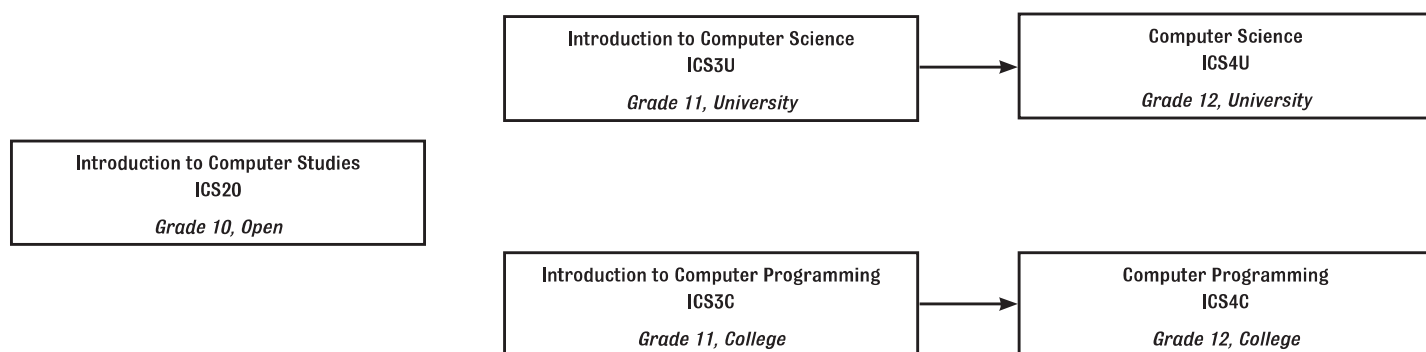 Introduction to Computer Science
ICS3U
Grade 11, University
Computer Science
ICS4U
Grade 12, University
Introduction to Computer Studies
ICS20
Grade 10, Open
Introduction to Computer Programming
ICS3C
Grade 11, College
Computer Programming
ICS4C
Grade 12, College